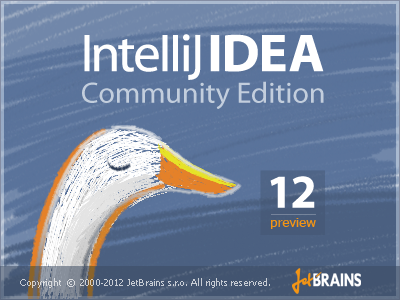 IntelliJ IDEA
Community Edition
12
preview
Copyright © 2000-2012 JetBrains s.r.o. All rights reserved.
JetBRAINS